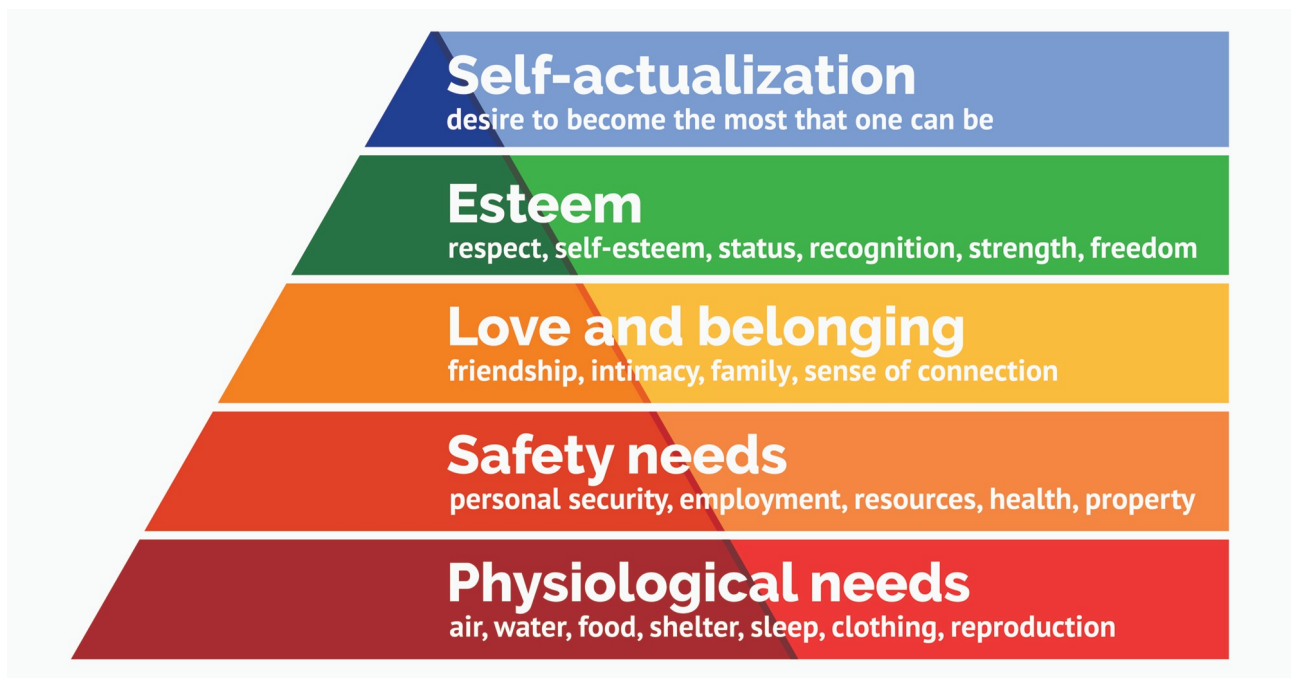 Self-actualization
desire to become the most that one can be
Esteem
respect, self-esteem, status, recognition, strength, freedom
Love and belonging
friendship, intimacy, family, sense of connection
Safety needs
personal security, employment, resources, health, property
Physiological needs
air, water, food, shelter, sleep, clothing, reproduction